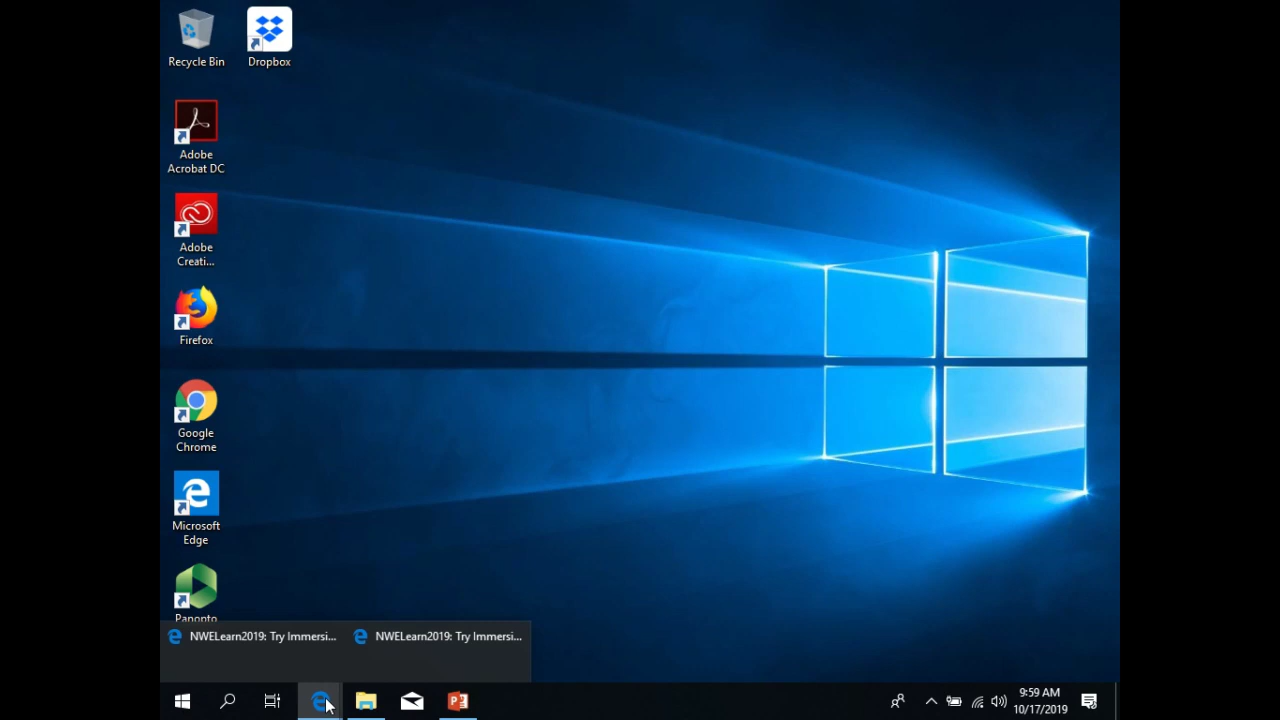 Recycle Bin
Dropbox
Adobe
Acrobat DC
Adobe
Creati...
Firefox
Google
Chrome
Microsoft
Edge
Panopto
NWELearn2019: Try Immersi...
NWELearn2019: Try Immersi...
9:59 AM
10/17/2019